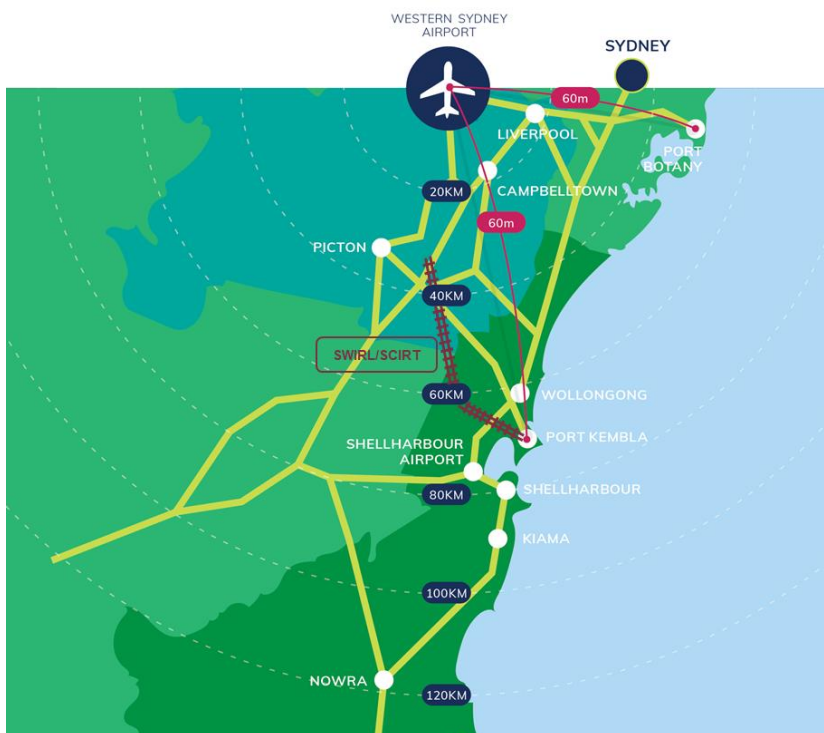 WESTERN SYDNEY
AIRPORT
SYDNEY
60m
LIVERPOOL
PORT
BOTANY
20KM
CAMPBELLTOWN
60m
PICTON
40KM
SWIRL/SCIRT
60KM
WOLLONGONG
PORT KEMBLA
SHELLHARBOUR
AIRPORT
80KM
SHELLHARBOUR
KIAMA
100KM
NOWRA
120KM